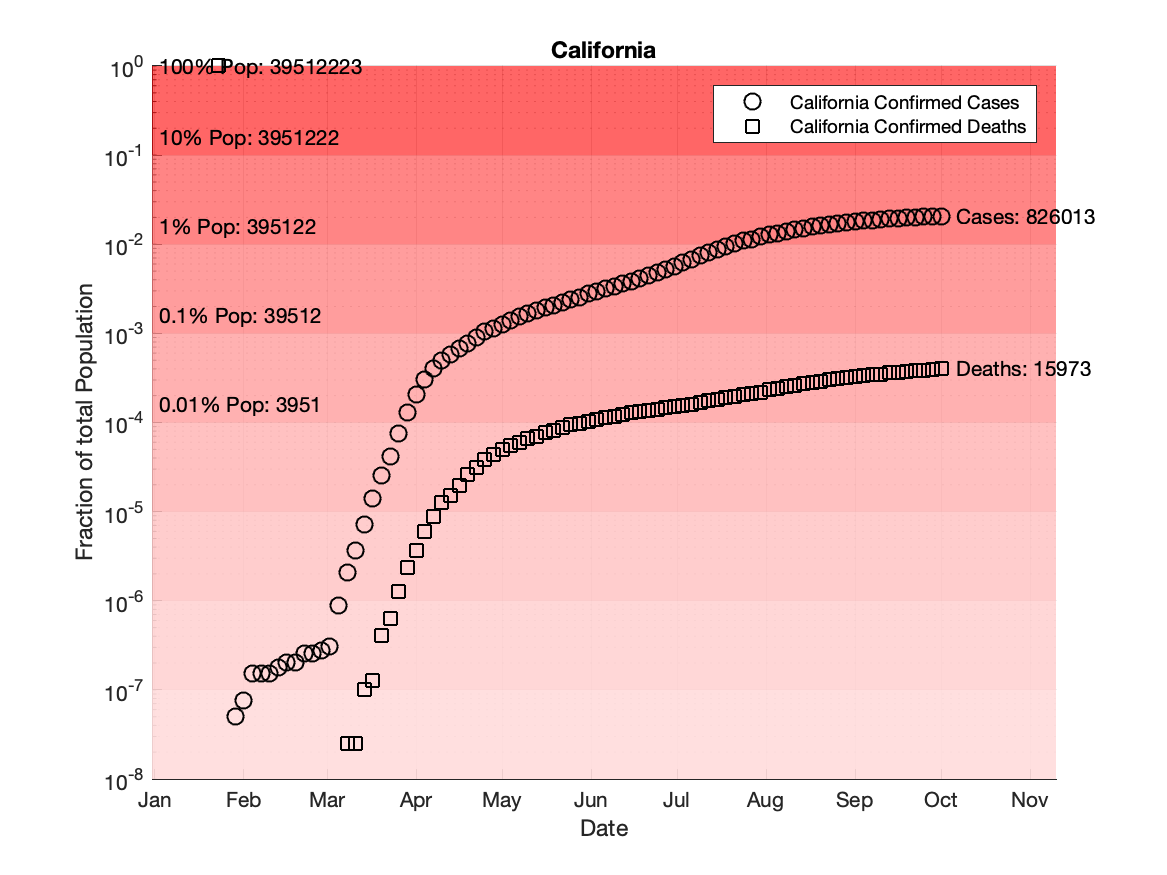 California
10^0
100% Pop: 39512223
California Confirmed Cases
California Confirmed Deaths
10% Pop: 3951222
10^-1
1% Pop: 395122
Cases: 826013
10^-2
0.1% Pop: 39512
10^-3
Deaths: 15973
0.01% Pop: 3951
10^-4
10^-5
10^-6
10^-7
10^-8
Fraction of total Population
Jan Feb Mar Apr May Jun Jul Aug Sep Oct Nov
Date